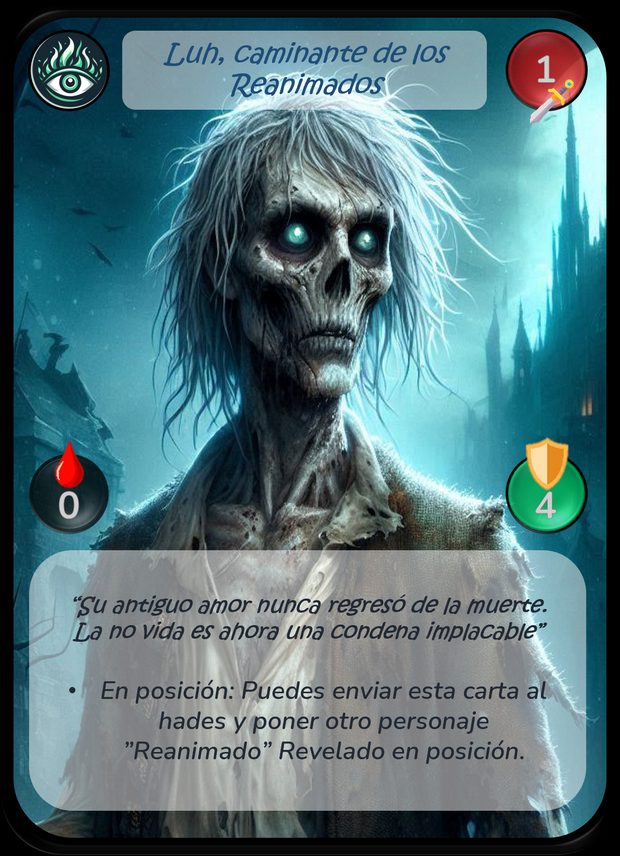 Luh, caminante de los
Reanimados
1
0
4
“Su antiguo amor nunca regresó de la muerte.
La no vida es ahora una condena implacable”
• En posición: Puedes enviar esta carta al
hades y poner otro personaje
”Reanimado” Revelado en posición.